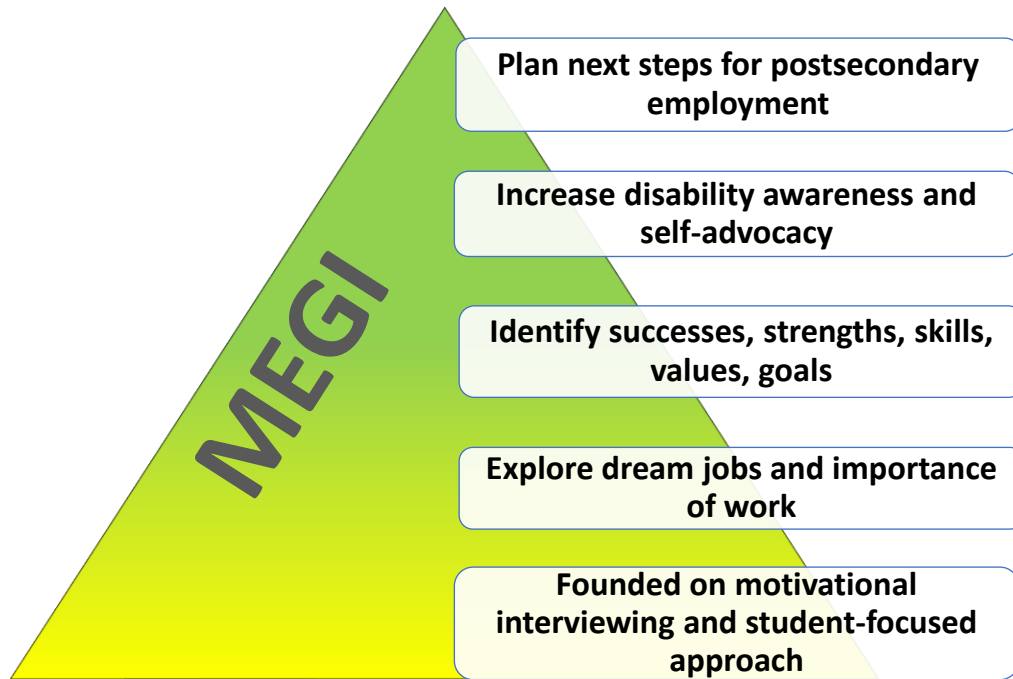 Plan next steps for postsecondary
employment
Increase disability awareness and
self-advocacy
MEGI
Identify successes, strengths, skills,
values, goals
Explore dream jobs and importance
of work
Founded on motivational
interviewing and student-focused
approach